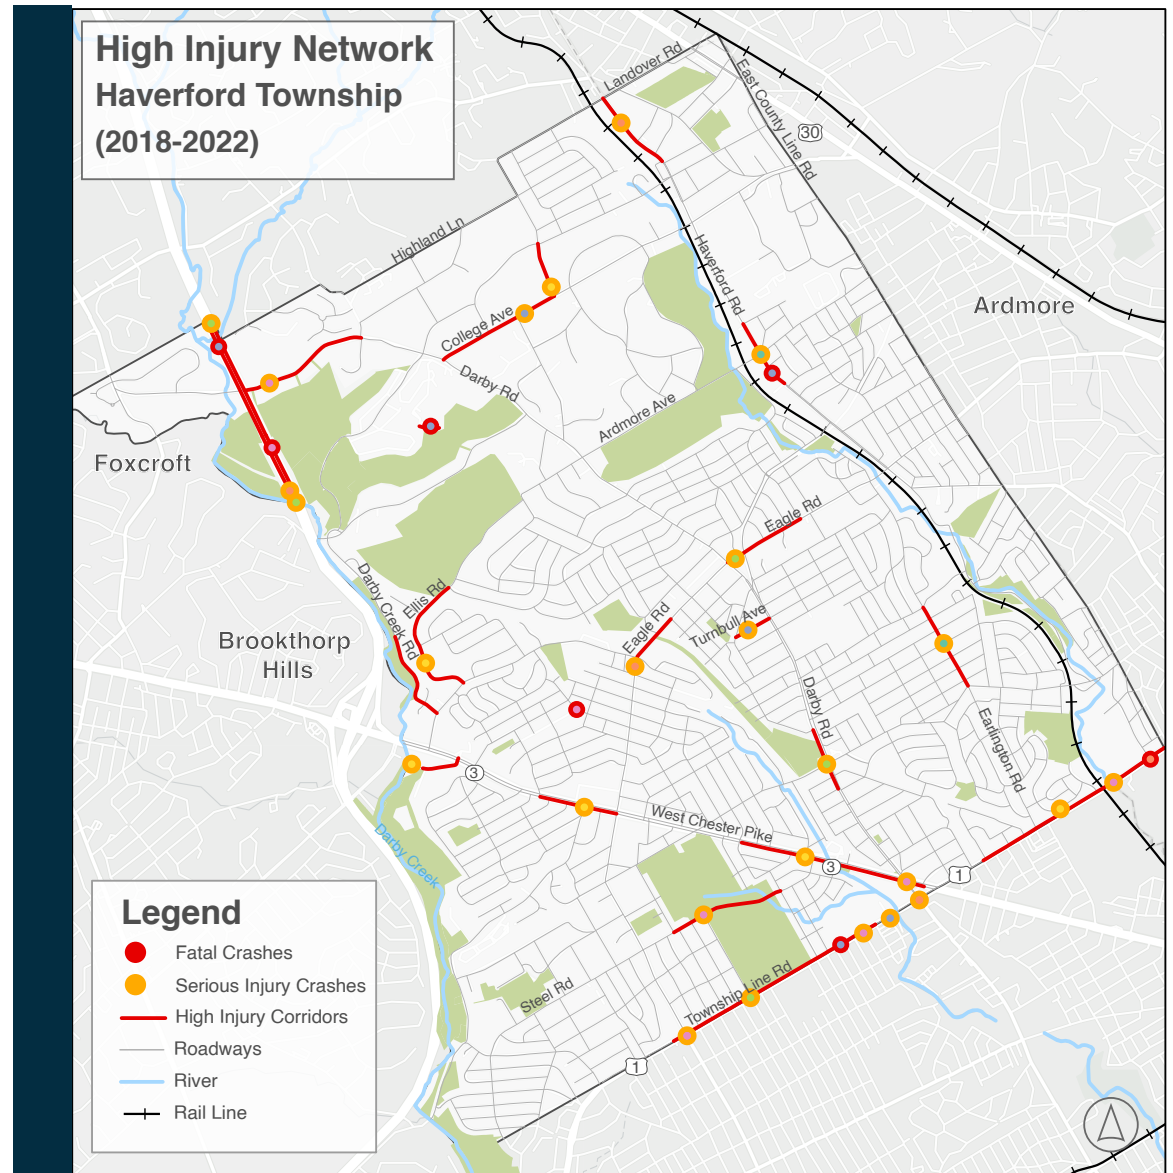 High Injury Network
Haverford Township
(2018-2022)
Landover Rd
East County Line Rd
30
Highland Ln
Haverford Rd
Ardmore
College Ave
Darby Rd
Ardmore Ave
Foxcroft
Eagle Rd
Darby Creek Rd
Ellis Rd
Eagle Rd
Turnbull Ave
Brookthorp
Hills
Darby Rd
Earlington Rd
3
West Chester Pike
3
1
Darby Creek
Steel Rd
Township Line Rd
1
Legend
Fatal Crashes
Serious Injury Crashes
High Injury Corridors
Roadways
River
Rail Line